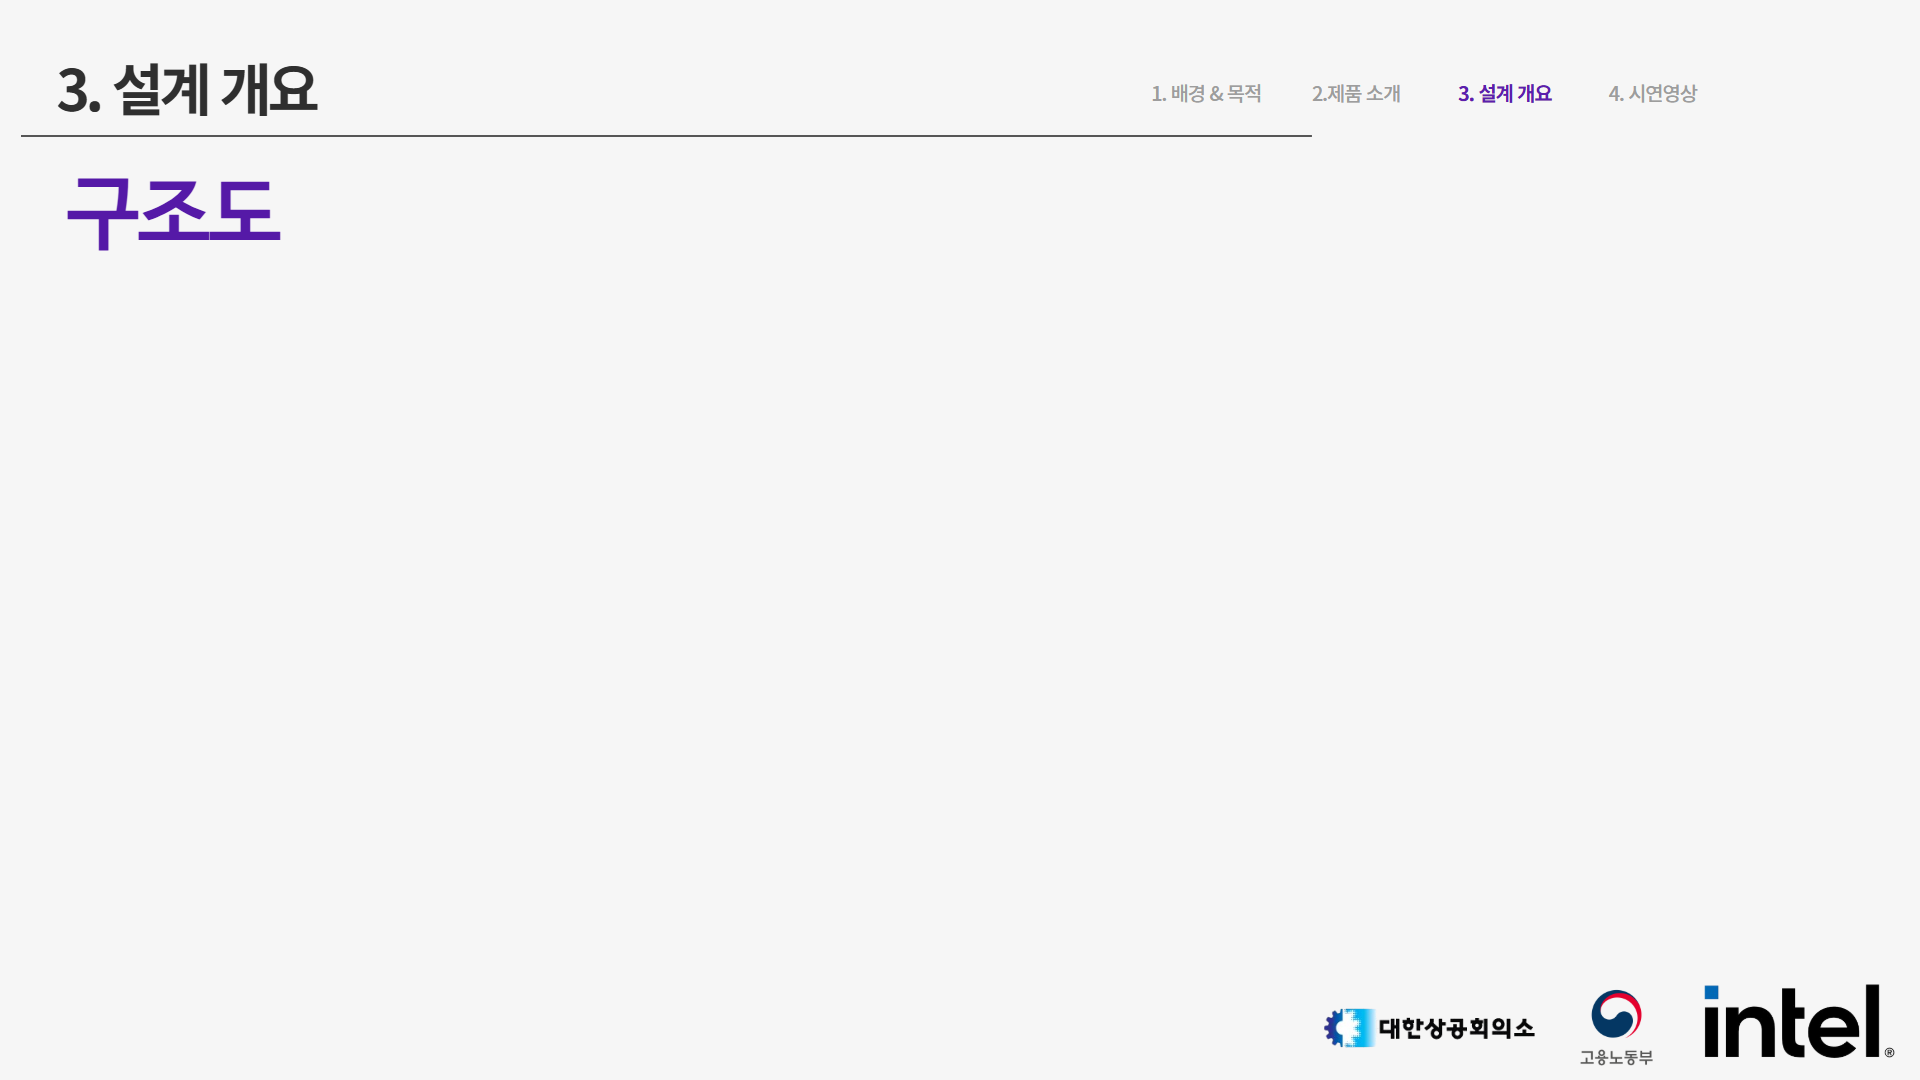 3. 설계 개요
1. 배경 & 목적
2.제품 소개
3. 설계 개요
4. 시연영상
구조도
대한상공회의소
고용노동부
intel®